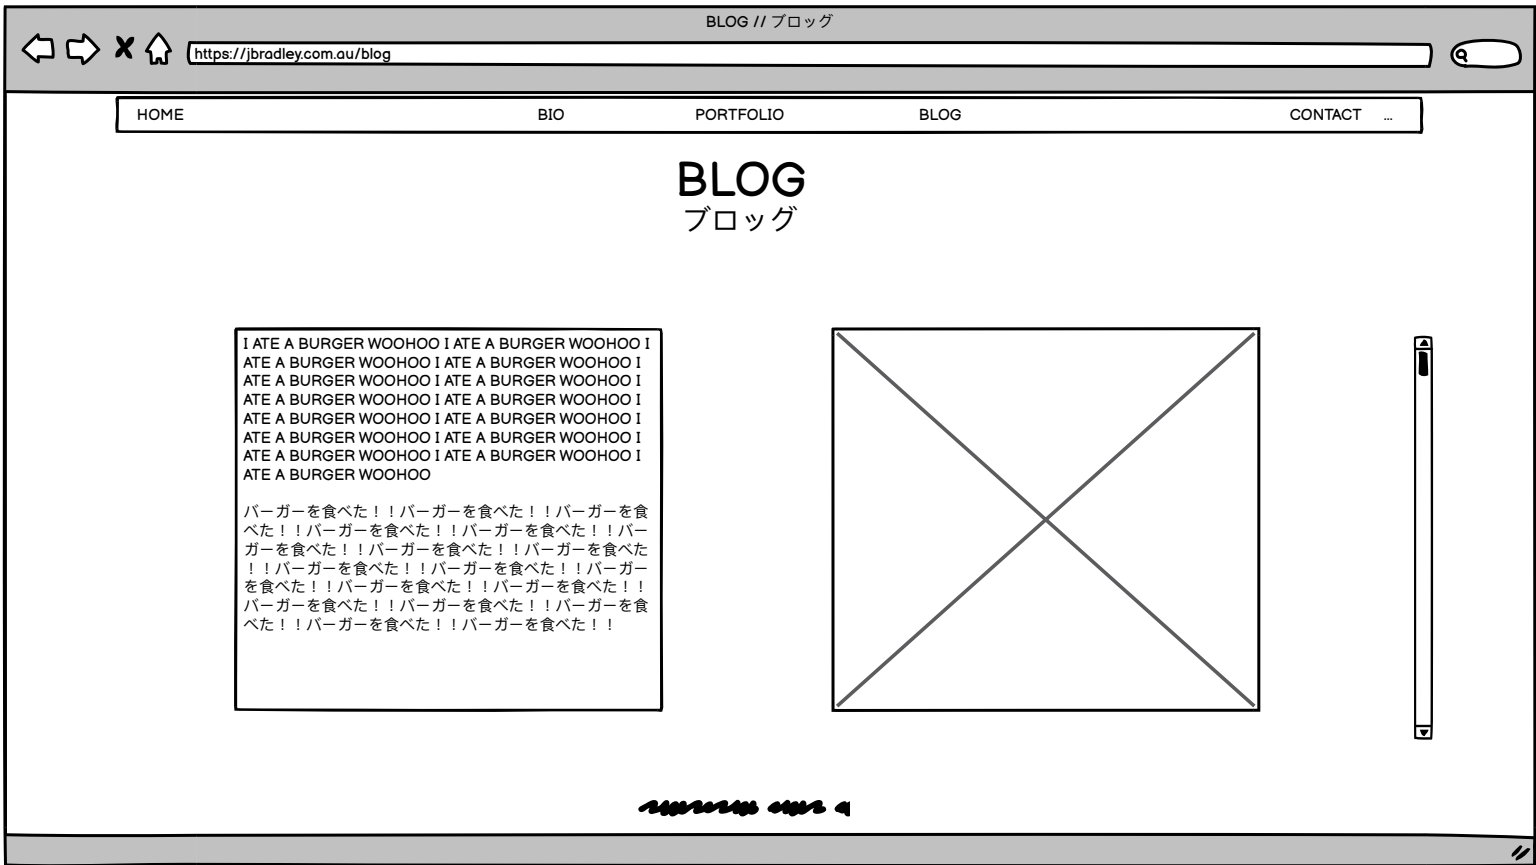 BLOG // ブロッグ
https://jbradley.com.au/blog
HOME BIO PORTFOLIO BLOG CONTACT ...
BLOG
ブロッグ
I ATE A BURGER WOOHOO I ATE A BURGER WOOHOO I
ATE A BURGER WOOHOO I ATE A BURGER WOOHOO I
ATE A BURGER WOOHOO I ATE A BURGER WOOHOO I
ATE A BURGER WOOHOO I ATE A BURGER WOOHOO I
ATE A BURGER WOOHOO I ATE A BURGER WOOHOO I
ATE A BURGER WOOHOO I ATE A BURGER WOOHOO I
ATE A BURGER WOOHOO I ATE A BURGER WOOHOO I
ATE A BURGER WOOHOO
バーガーを食べた！！バーガーを食べた！！バーガーを食
べた！！バーガーを食べた！！バーガーを食べた！！バー
ガーを食べた！！バーガーを食べた！！バーガーを食べた
！！バーガーを食べた！！バーガーを食べた！！バーガー
を食べた！！バーガーを食べた！！バーガーを食べた！！
バーガーを食べた！！バーガーを食べた！！バーガーを食
べた！！バーガーを食べた！！バーガーを食べた！！